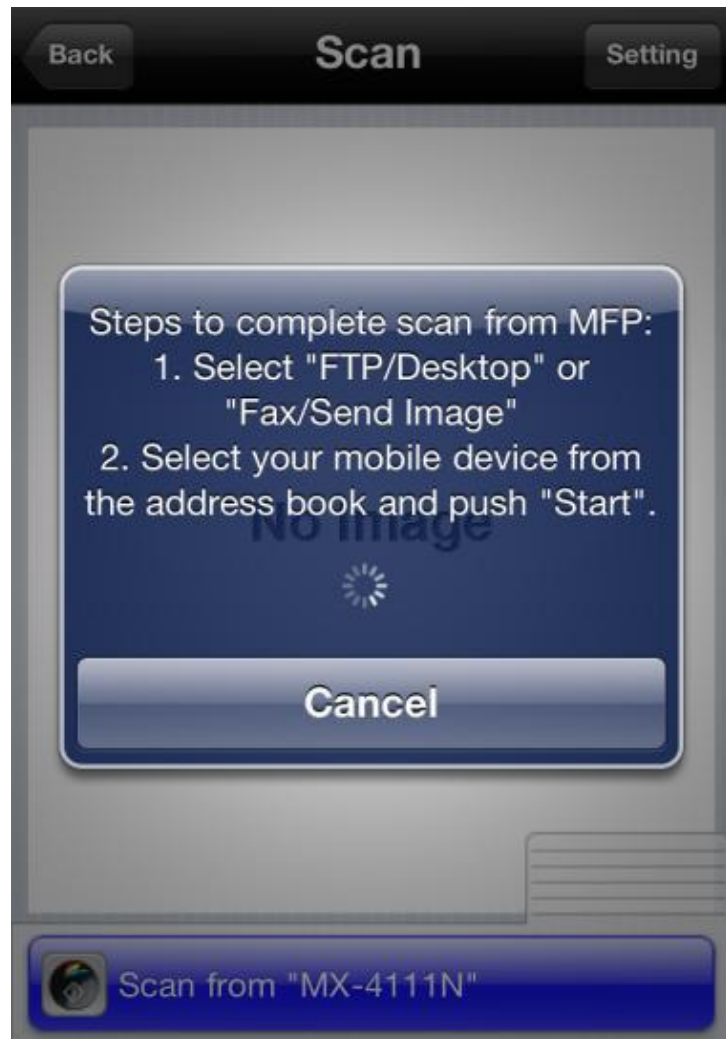 Back
Scan
Setting
Steps to complete scan from MFP:
1. Select "FTP/Desktop" or
"Fax/Send Image"
2. Select your mobile device from
the address book and push "Start".
No Image
Cancel
Scan from "MX-4111N"